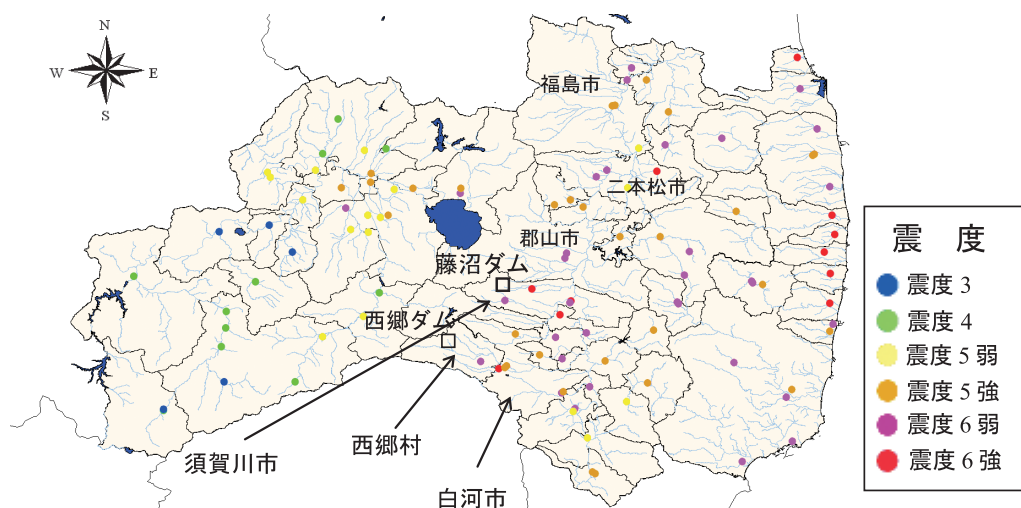 N
W E
S
福島市
二本松市
郡山市
藤沼ダム
西郷ダム
西郷村
須賀川市
白河市
震 度
震度3
震度4
震度5弱
震度5強
震度6弱
震度6強